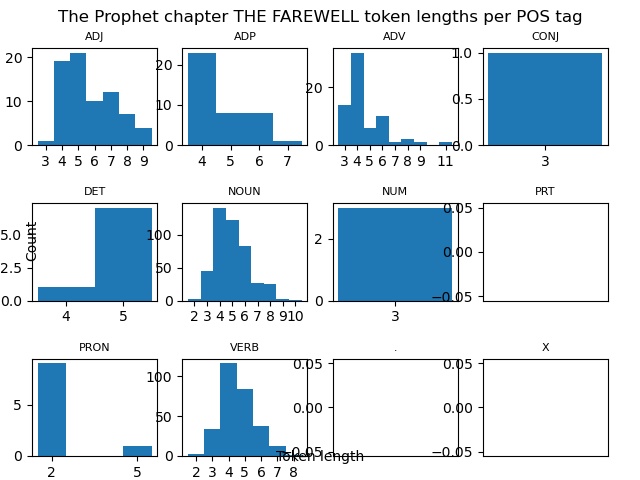 The Prophet chapter THE FAREWELL token lengths per POS tag
ADJ
ADP
ADV
CONJ
20
10
0
3 4 5 6 7 8 9
20
10
0
4 5 6 7
20
0
3 4 5 6 7 8 9 11
1.0
0.5
0.0
3
DET
NOUN
NUM
PRT
Count
5.0
2.5
0.0
4 5
100
50
0
2 3 4 5 6 7 8 9 10
2
0
3
0.05
0.00
−0.05
PRON
VERB
.
X
5
0
2 5
100
50
0
2 3 4 5 6 7 8
0.05
0.00
−0.05
0.05
0.00
−0.05
Token length